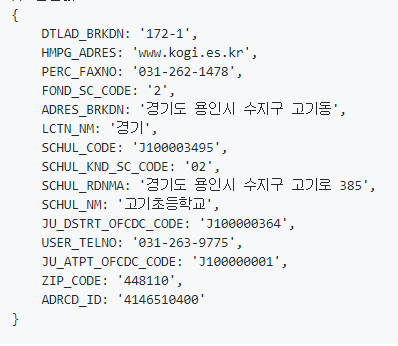 {
DTLAD_BRKDN: '172-1',
HMPG_ADRES: 'www.kogi.es.kr',
PERC_FAXNO: '031-262-1478',
FOND_SC_CODE: '2',
ADRES_BRKDN: '경기도 용인시 수지구 고기동',
LCTN_NM: '경기',
SCHUL_CODE: 'J100003495',
SCHUL_KND_SC_CODE: '02',
SCHUL_RDNMA: '경기도 용인시 수지구 고기로 385',
SCHUL_NM: '고기초등학교',
JU_DSTRT_OFCDC_CODE: 'J100000364',
USER_TELNO: '031-263-9775',
JU_ATPT_OFCDC_CODE: 'J100000001',
ZIP_CODE: '448110',
ADRCD_ID: '4146510400'
}